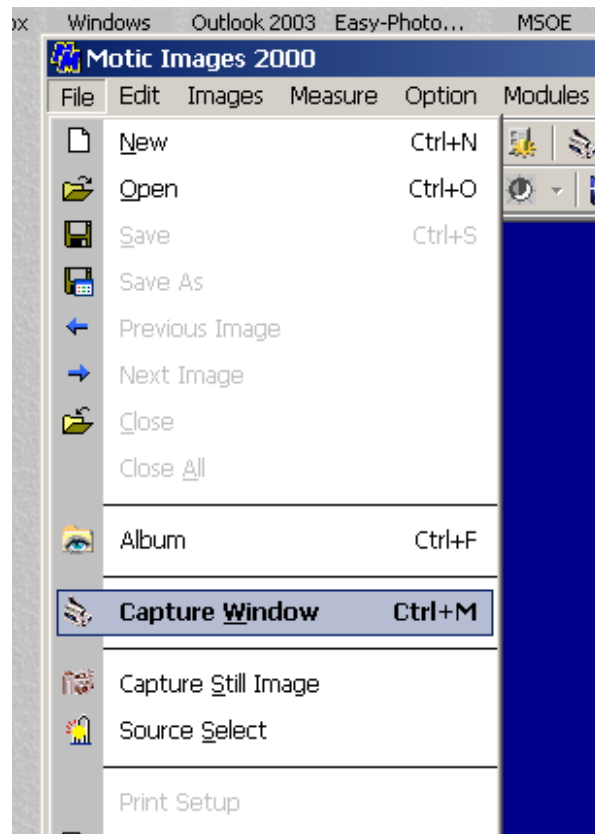 ox Windows Outlook 2003 Easy-Photo... MSOE
Motic Images 2000
File Edit Images Measure Option Modules
New Ctrl+N
Open Ctrl+O
Save Ctrl+S
Save As
Previous Image
Next Image
Close
Close All
Album Ctrl+F
Capture Window Ctrl+M
Capture Still Image
Source Select
Print Setup